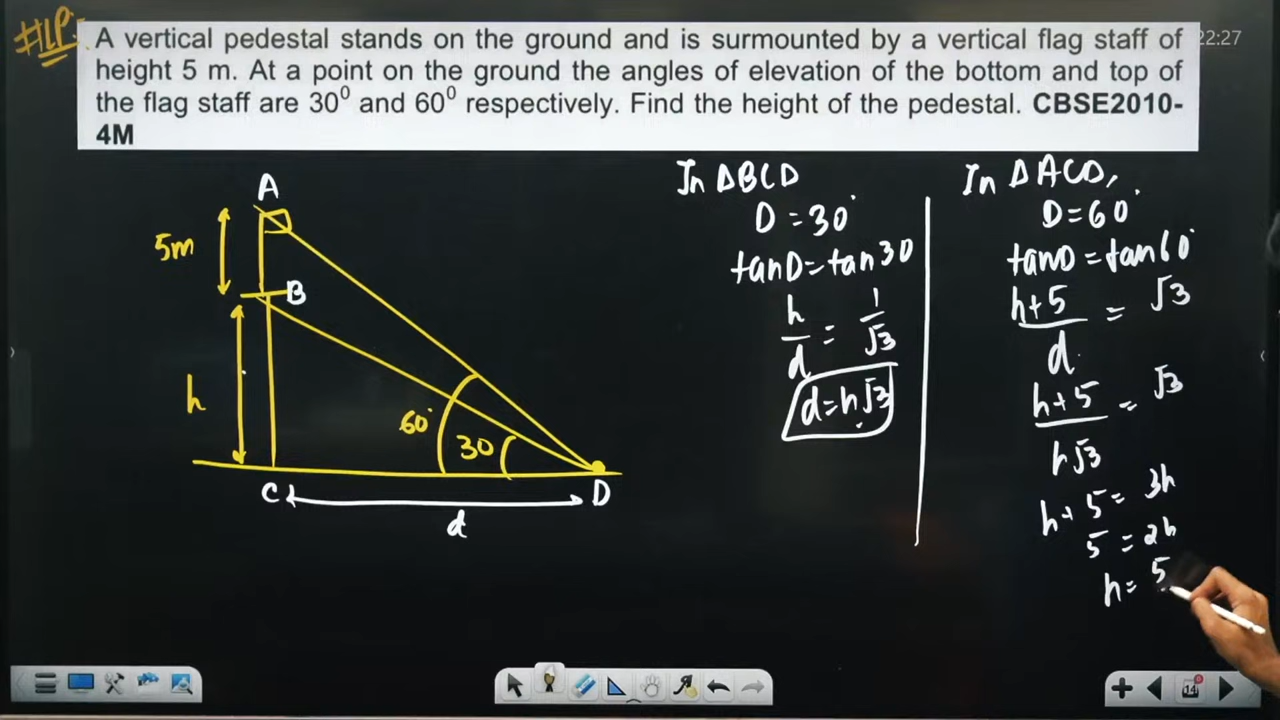 HLP:
A vertical pedestal stands on the ground and is surmounted by a vertical flag staff of
22:27
height 5 m. At a point on the ground the angles of elevation of the bottom and top of
the flag staff are 30⁰ and 60⁰ respectively. Find the height of the pedestal. CBSE2010-
4M
A
5m
B
h
60°
30
C
D
d
In ΔBCD
D = 30°
tanD = tan30
h/d = 1/√3
d = h√3
In ΔACD,
D = 60°
tanD = tan60°
h+5/d = √3
h+5/h√3 = √3
h+5 = 3h
5 = 2h
h = 5
14